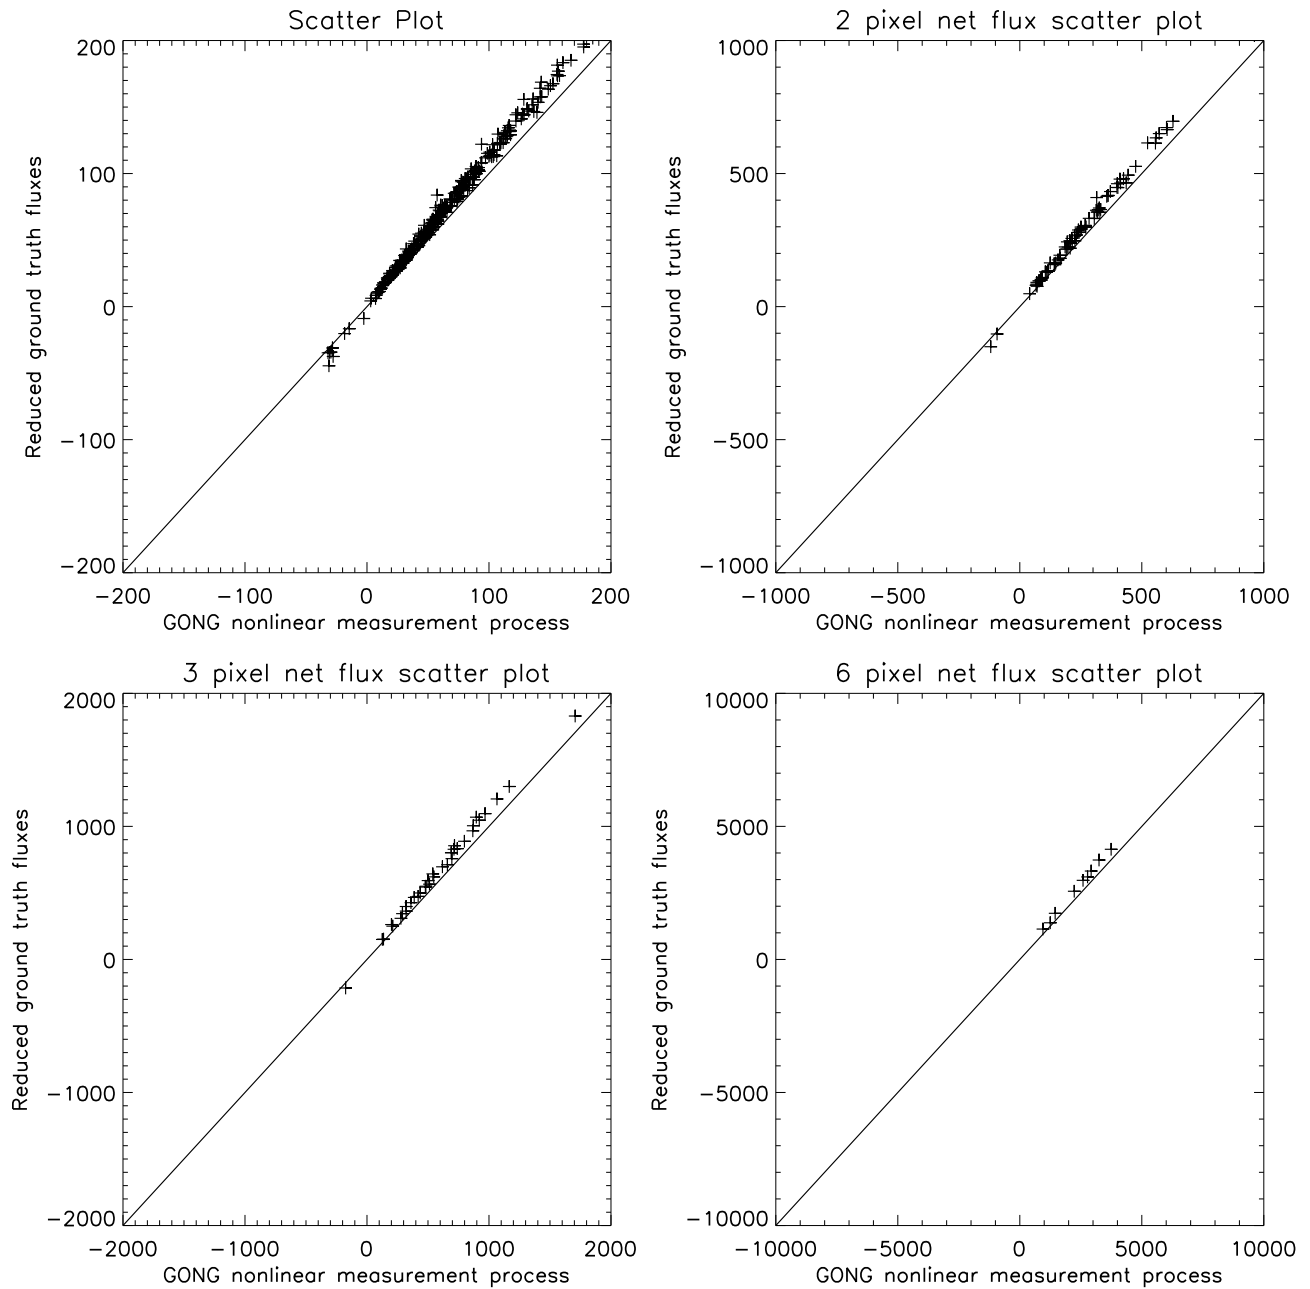 Scatter Plot
200
100
0
−100
−200
Reduced ground truth fluxes
−200 −100 0 100 200
GONG nonlinear measurement process
2 pixel net flux scatter plot
1000
500
0
−500
−1000
Reduced ground truth fluxes
−1000 −500 0 500 1000
GONG nonlinear measurement process
3 pixel net flux scatter plot
2000
1000
0
−1000
−2000
Reduced ground truth fluxes
−2000 −1000 0 1000 2000
GONG nonlinear measurement process
6 pixel net flux scatter plot
10000
5000
0
−5000
−10000
Reduced ground truth fluxes
−10000 −5000 0 5000 10000
GONG nonlinear measurement process